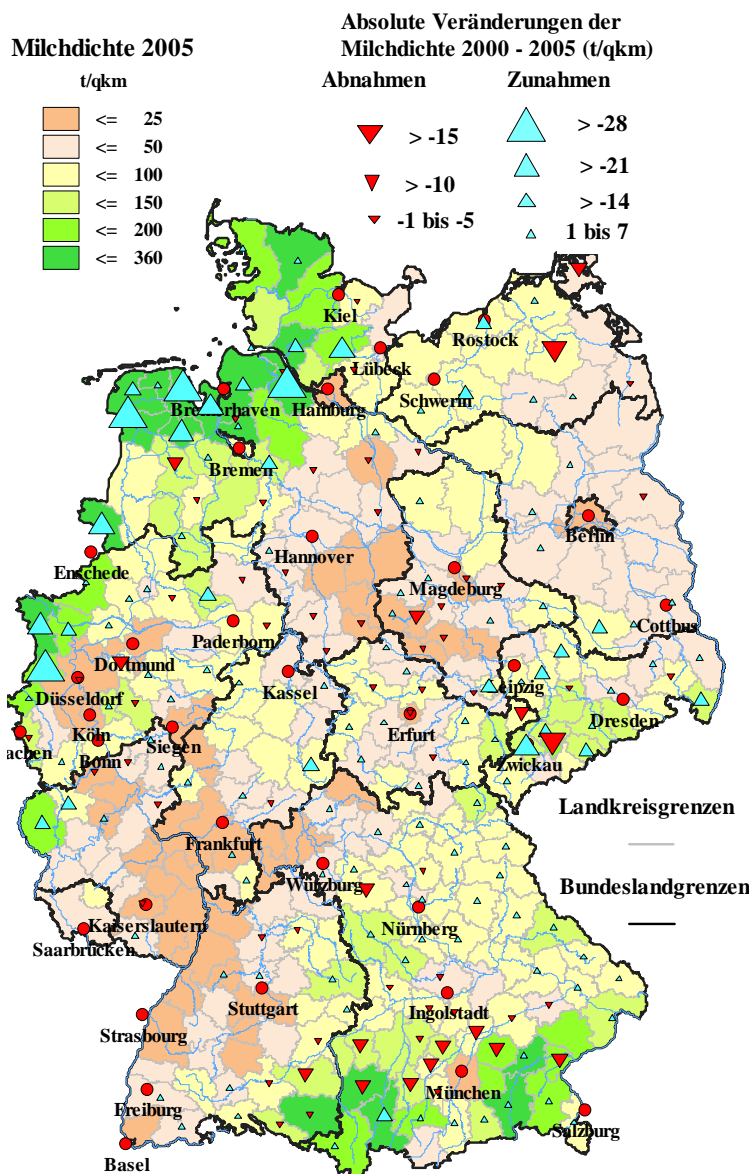 Absolute Veränderungen der
Milchdichte 2005
Milchdichte 2000 - 2005 (t/qkm)
t/qkm
Abnahmen
Zunahmen
<= 25
<= 50
<= 100
<= 150
<= 200
<= 360
> -15
> -10
-1 bis -5
> -28
> -21
> -14
1 bis 7
Kiel
Rostock
Lübeck
Schwerin
Bremerhaven
Hamburg
Bremen
Berlin
Hannover
Enschede
Magdeburg
Cottbus
Paderborn
Dortmund
Kassel
Leipzig
Düsseldorf
Dresden
Köln
Siegen
Erfurt
Aachen
Bonn
Zwickau
Landkreisgrenzen
Frankfurt
Würzburg
Bundeslandgrenzen
Kaiserslautern
Nürnberg
Saarbrücken
Stuttgart
Ingolstadt
Strasbourg
München
Freiburg
Salzburg
Basel